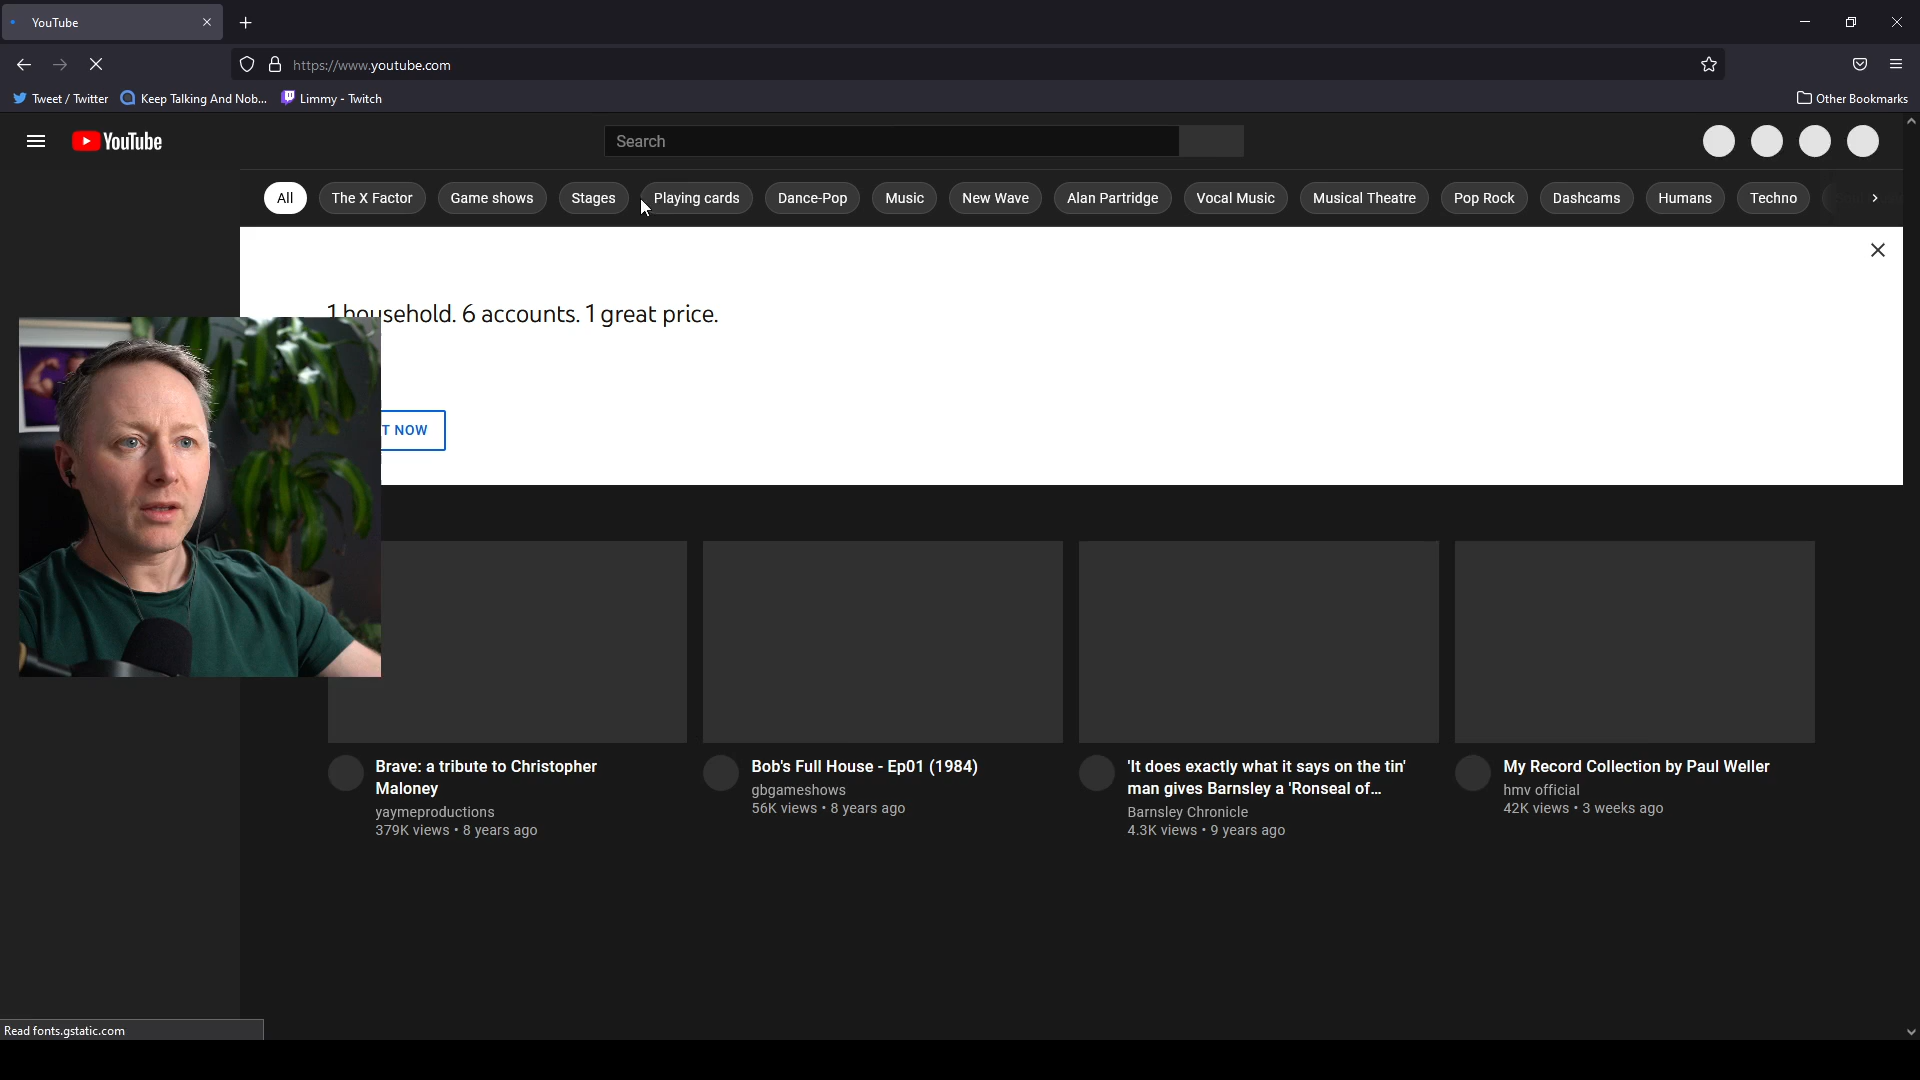 YouTube
https://www.youtube.com
Tweet / Twitter
Keep Talking And Nob...
Limmy - Twitch
Other Bookmarks
YouTube
Search
All
The X Factor
Game shows
Stages
Playing cards
Dance-Pop
Music
New Wave
Alan Partridge
Vocal Music
Musical Theatre
Pop Rock
Dashcams
Humans
Techno
1 household. 6 accounts. 1 great price.
T NOW
Brave: a tribute to Christopher
Maloney
yaymeproductions
379K views • 8 years ago
Bob's Full House - Ep01 (1984)
gbgameshows
56K views • 8 years ago
'It does exactly what it says on the tin'
man gives Barnsley a 'Ronseal of...
Barnsley Chronicle
4.3K views • 9 years ago
My Record Collection by Paul Weller
hmv official
42K views • 3 weeks ago
Read fonts.gstatic.com